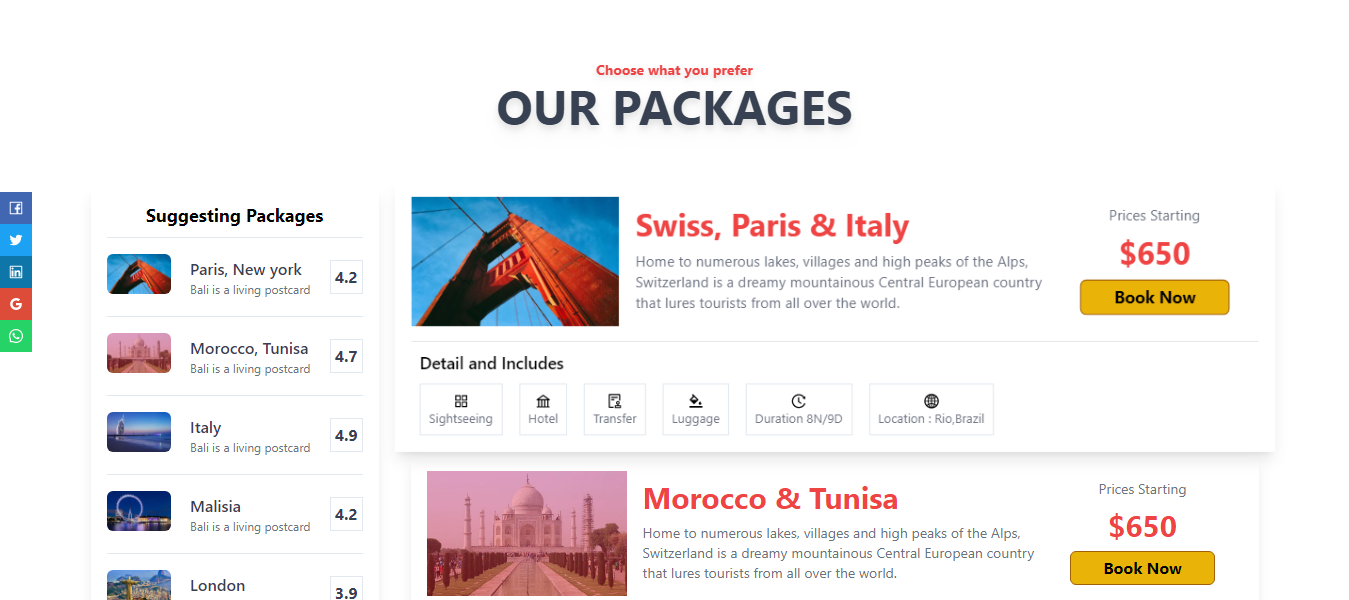 Choose what you prefer
OUR PACKAGES
Suggesting Packages
Paris, New york
Bali is a living postcard
4.2
Morocco, Tunisa
Bali is a living postcard
4.7
Italy
Bali is a living postcard
4.9
Malisia
Bali is a living postcard
4.2
London
3.9
Swiss, Paris & Italy
Home to numerous lakes, villages and high peaks of the Alps,
Switzerland is a dreamy mountainous Central European country
that lures tourists from all over the world.
Prices Starting
$650
Book Now
Detail and Includes
Sightseeing
Hotel
Transfer
Luggage
Duration 8N/9D
Location : Rio,Brazil
Morocco & Tunisa
Home to numerous lakes, villages and high peaks of the Alps,
Switzerland is a dreamy mountainous Central European country
that lures tourists from all over the world.
Prices Starting
$650
Book Now